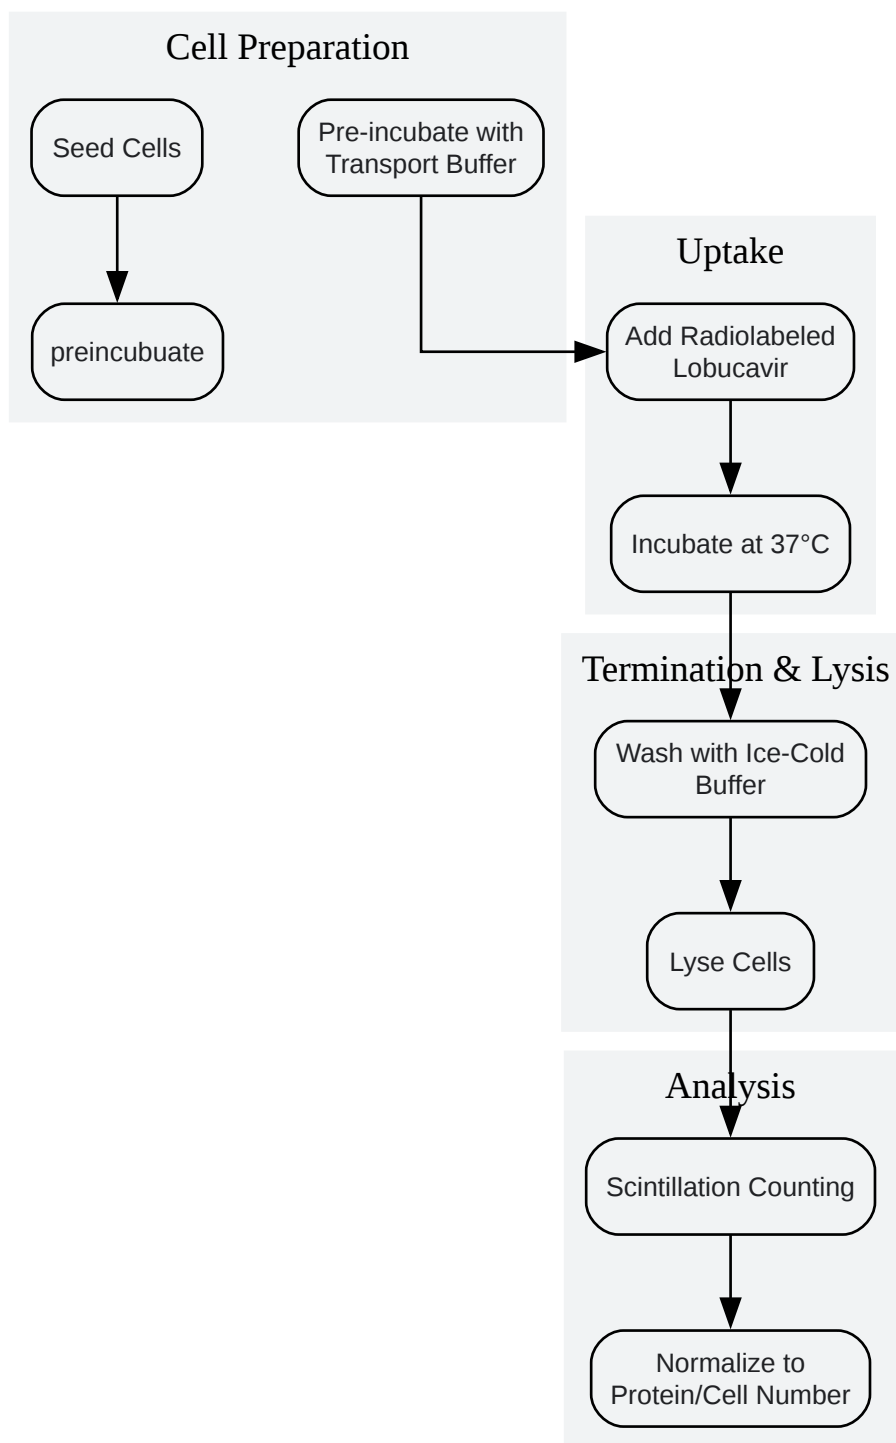 Cell Preparation
Seed Cells
Pre-incubate with
Transport Buffer
preincubuate
Uptake
Add Radiolabeled
Lobucavir
Incubate at 37°C
Termination & Lysis
Wash with Ice-Cold
Buffer
Lyse Cells
Analysis
Scintillation Counting
Normalize to
Protein/Cell Number